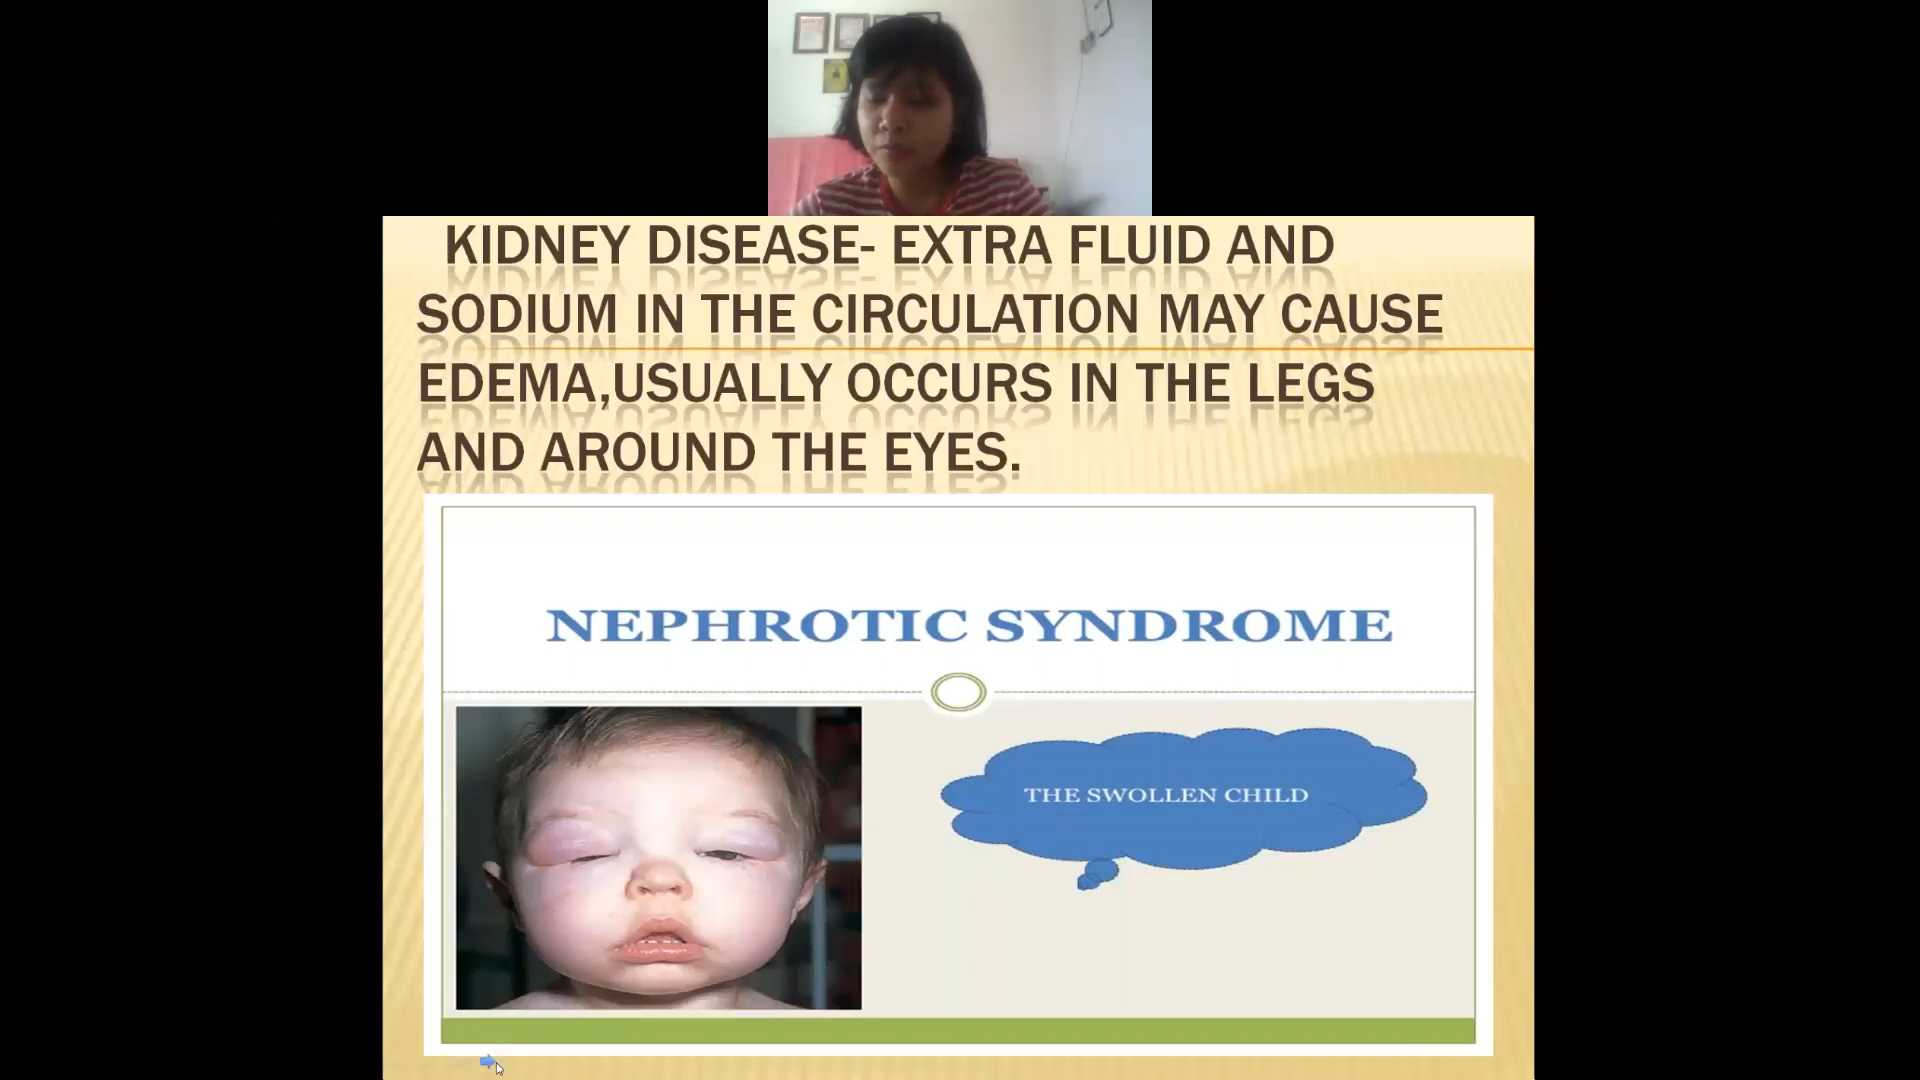 KIDNEY DISEASE- EXTRA FLUID AND
SODIUM IN THE CIRCULATION MAY CAUSE
EDEMA,USUALLY OCCURS IN THE LEGS
AND AROUND THE EYES.
NEPHROTIC SYNDROME
THE SWOLLEN CHILD